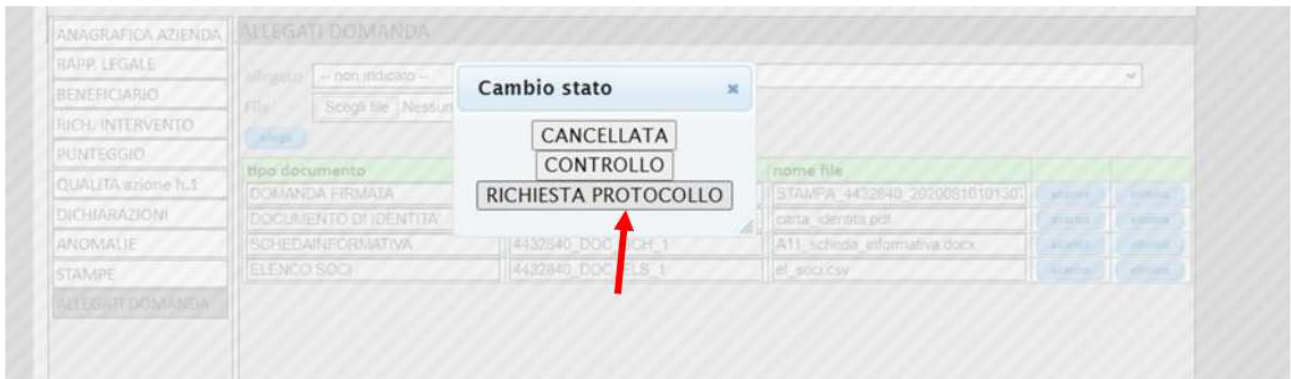 ANAGRAFICA AZIENDA
RAPP. LEGALE
BENEFICIARIO
RICH. INTERVENTO
PUNTEGGIO
QUALITA azione h.1
DICHIARAZIONI
ANOMALIE
STAMPE
ALLEGATI DOMANDA
ALLEGATI DOMANDA
allegato -- non indicato --
File Scegli file Nessun
allega
Cambio stato
CANCELLATA
CONTROLLO
RICHIESTA PROTOCOLLO
tipo documento nome file
DOMANDA FIRMATA STAMPA_4432840_20200810101307
DOCUMENTO DI IDENTITA' carta_identita.pdf
SCHEDAINFORMATIVA 4432840_DOC_SCH_1 A11_scheda_informativa.docx
ELENCO SOCI 4432840_DOC_ELS_1 el_soci.csv